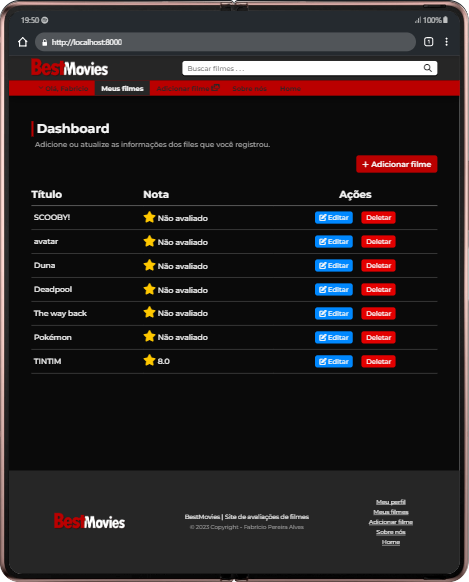 19:50
100%
http://localhost:8000
1
BestMovies
Buscar filmes . . .
Olá, Fabrício
Meus filmes
Adicionar filme
Sobre nós
Home
Dashboard
Adicione ou atualize as informações dos files que você registrou.
+ Adicionar filme
Título Nota Ações
SCOOBY! Não avaliado Editar Deletar
avatar Não avaliado Editar Deletar
Duna Não avaliado Editar Deletar
Deadpool Não avaliado Editar Deletar
The way back Não avaliado Editar Deletar
Pokémon Não avaliado Editar Deletar
TINTIM 8.0 Editar Deletar
BestMovies
BestMovies | Site de avaliações de filmes
© 2023 Copyright - Fabrício Pereira Alves
Meu perfil
Meus filmes
Adicionar filme
Sobre nós
Home